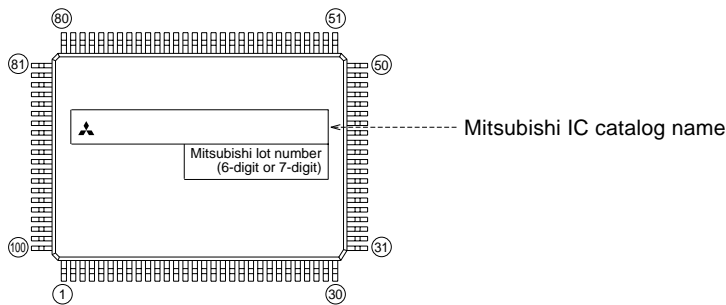 80 51
81 50
Mitsubishi IC catalog name
Mitsubishi lot number
(6-digit or 7-digit)
100 31
1 30